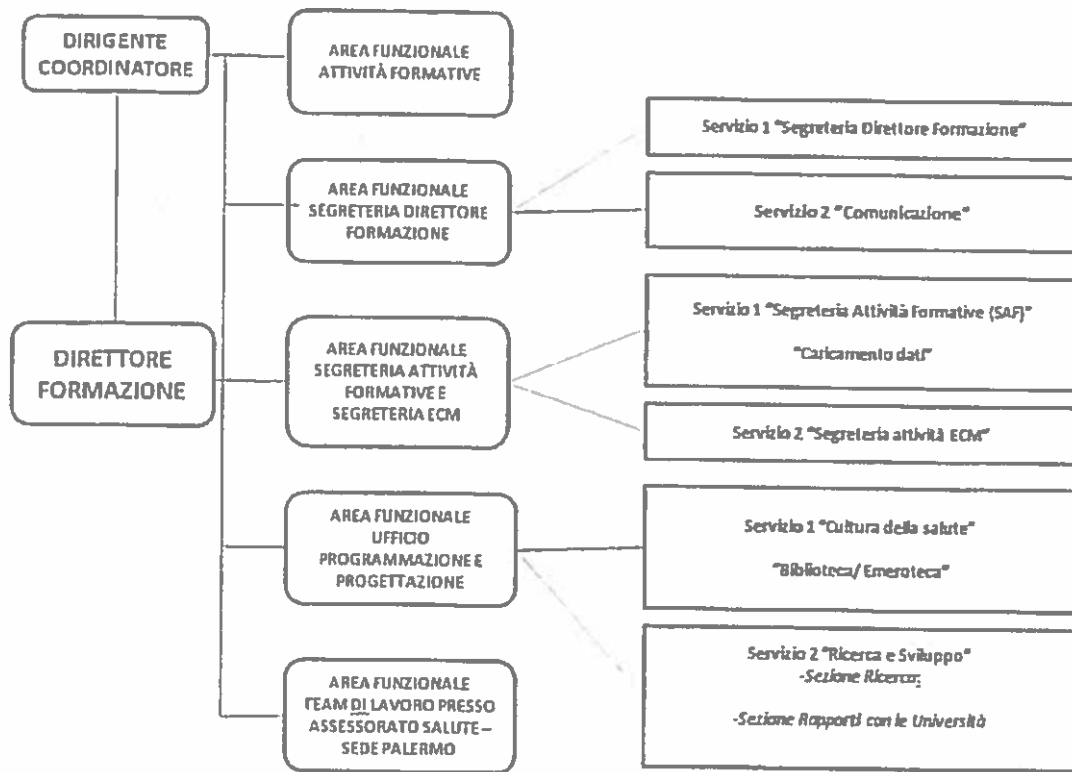 DIRIGENTE
COORDINATORE
AREA FUNZIONALE
ATTIVITÀ FORMATIVE
Servizio 1 "Segreteria Direttore Formazione"
AREA FUNZIONALE
SEGRETERIA DIRETTORE
FORMAZIONE
Servizio 2 "Comunicazione"
DIRETTORE
FORMAZIONE
AREA FUNZIONALE
SEGRETERIA ATTIVITÀ
FORMATIVE E
SEGRETERIA ECM
Servizio 1 "Segreteria Attività Formative (SAF)"
"Caricamento dati"
Servizio 2 "Segreteria attività ECM"
AREA FUNZIONALE
UFFICIO
PROGRAMMAZIONE E
PROGETTAZIONE
Servizio 1 "Cultura della salute"
"Biblioteca/ Emeroteca"
Servizio 2 "Ricerca e Sviluppo"
-Sezione Ricerca;
-Sezione Rapporti con le Università
AREA FUNZIONALE
TEAM DI LAVORO PRESSO
ASSESSORATO SALUTE –
SEDE PALERMO